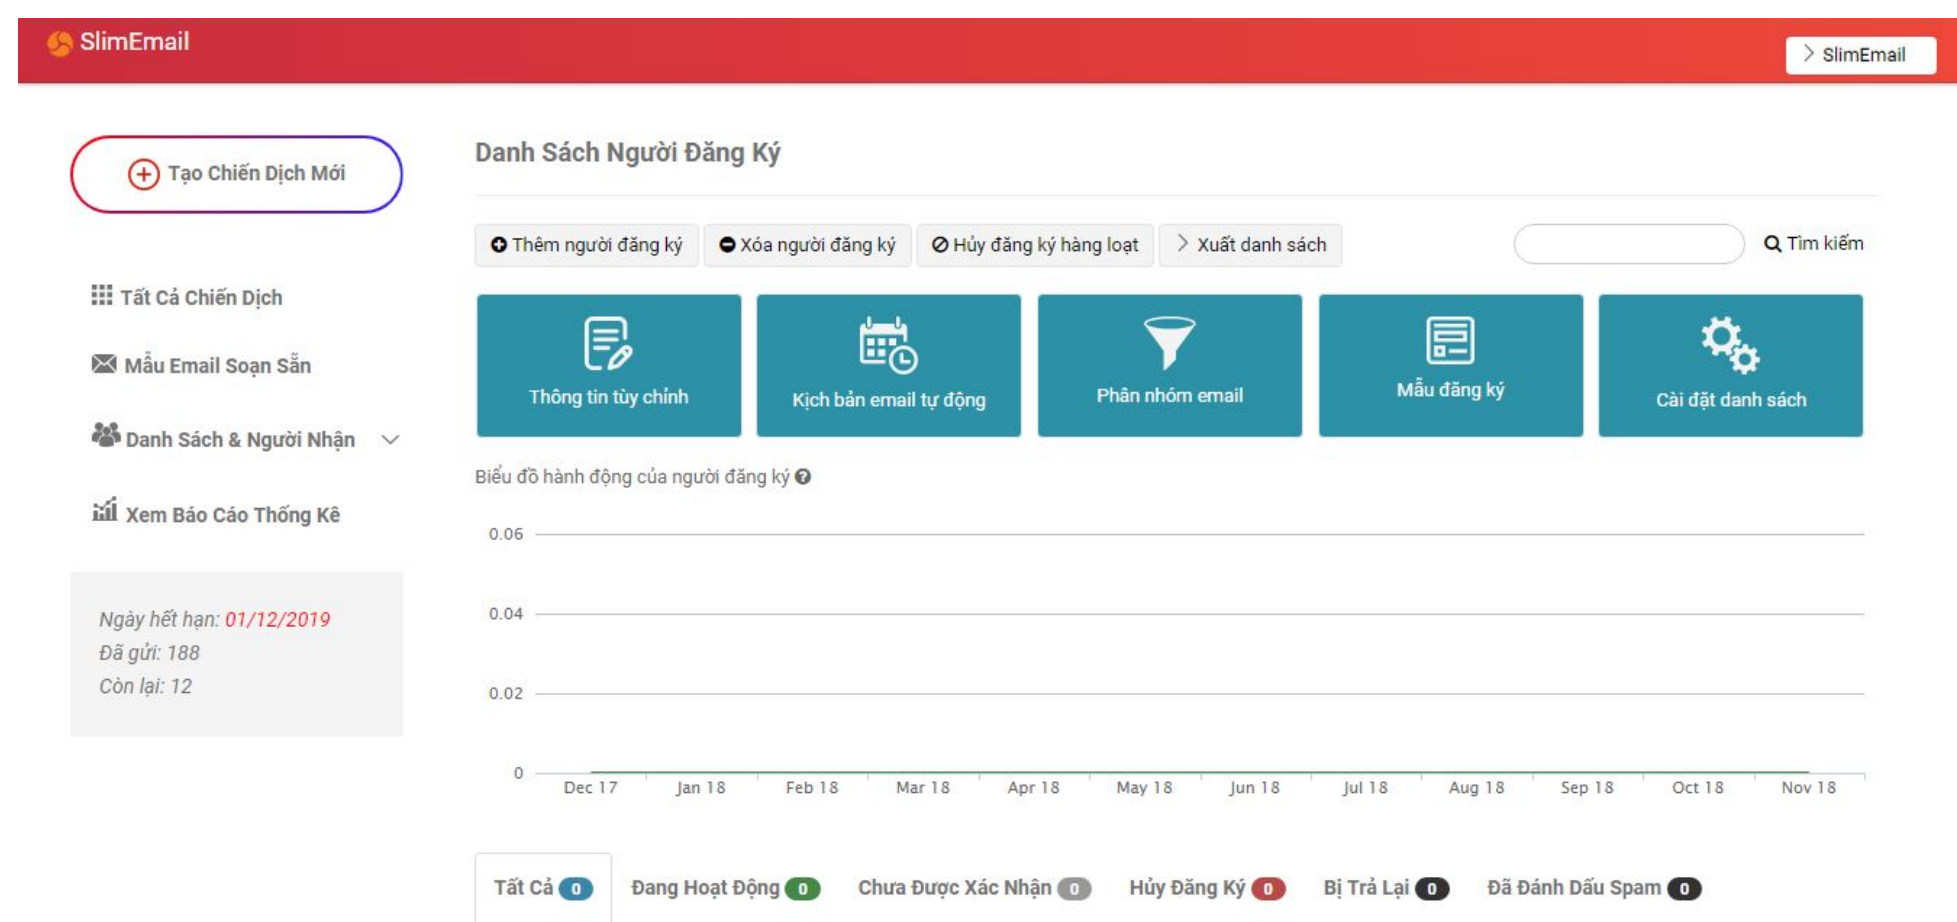 SlimEmail
SlimEmail
Tạo Chiến Dịch Mới
Tất Cả Chiến Dịch
Mẫu Email Soạn Sẵn
Danh Sách & Người Nhận
Xem Báo Cáo Thống Kê
Ngày hết hạn: 01/12/2019
Đã gửi: 188
Còn lại: 12
Danh Sách Người Đăng Ký
Thêm người đăng ký Xóa người đăng ký Hủy đăng ký hàng loạt Xuất danh sách Tìm kiếm
Thông tin tùy chỉnh Kịch bản email tự động Phân nhóm email Mẫu đăng ký Cài đặt danh sách
Biểu đồ hành động của người đăng ký
0.06
0.04
0.02
0
Dec 17 Jan 18 Feb 18 Mar 18 Apr 18 May 18 Jun 18 Jul 18 Aug 18 Sep 18 Oct 18 Nov 18
Tất Cả 0 Đang Hoạt Động 0 Chưa Được Xác Nhận 0 Hủy Đăng Ký 0 Bị Trả Lại 0 Đã Đánh Dấu Spam 0